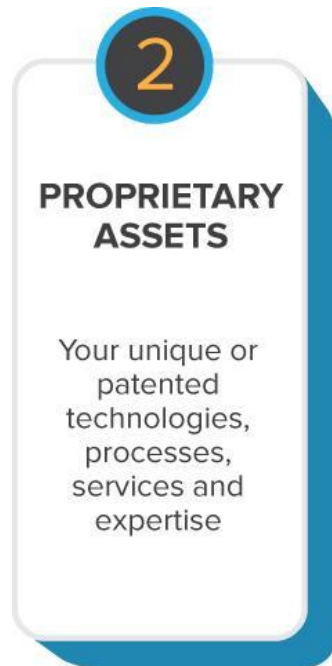 2
PROPRIETARY
ASSETS
Your unique or
patented
technologies,
processes,
services and
expertise